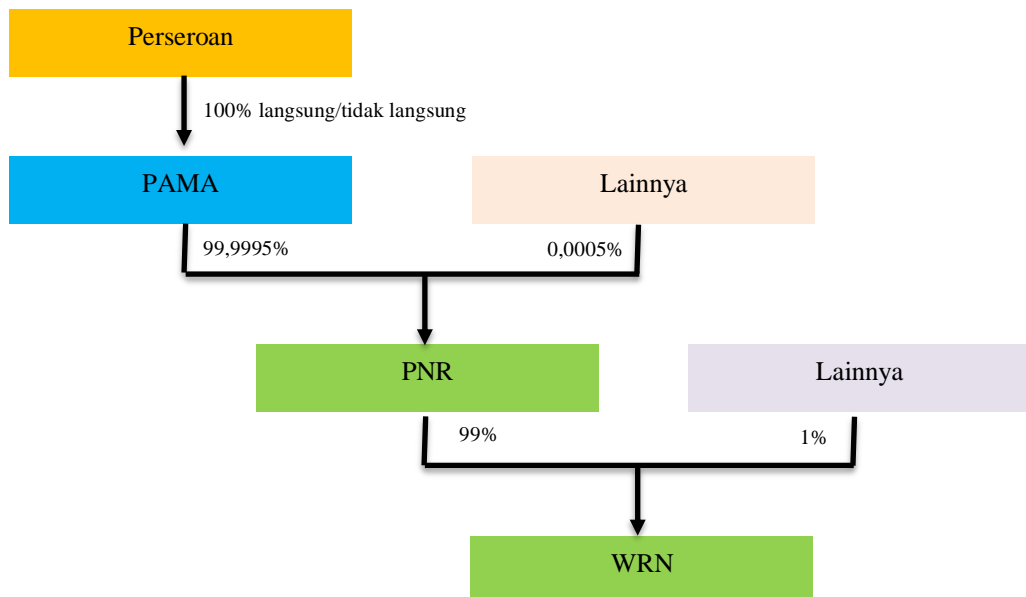 Perseroan
100% langsung/tidak langsung
PAMA
Lainnya
99,9995%
0,0005%
PNR
Lainnya
99%
1%
WRN